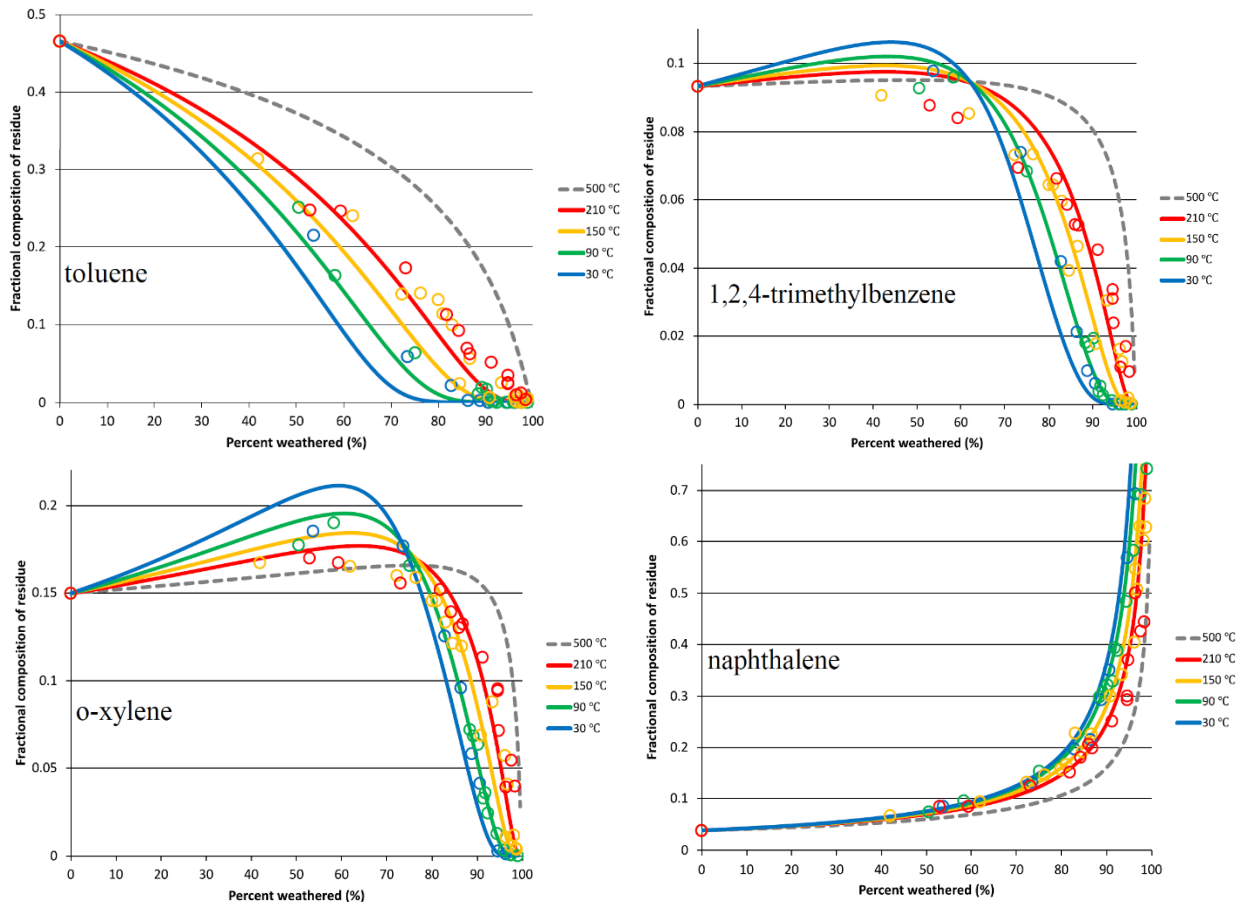 Fractional composition of residue
0.5
0.4
0.3
0.2
0.1
0
0 10 20 30 40 50 60 70 80 90 100
Percent weathered (%)
toluene
500 °C
210 °C
150 °C
90 °C
30 °C
Fractional composition of residue
0.1
0.08
0.06
0.04
0.02
0
0 10 20 30 40 50 60 70 80 90 100
Percent weathered (%)
1,2,4-trimethylbenzene
500 °C
210 °C
150 °C
90 °C
30 °C
Fractional composition of residue
0.2
0.15
0.1
0.05
0
0 10 20 30 40 50 60 70 80 90 100
Percent weathered (%)
o-xylene
500 °C
210 °C
150 °C
90 °C
30 °C
Fractional composition of residue
0.7
0.6
0.5
0.4
0.3
0.2
0.1
0
0 10 20 30 40 50 60 70 80 90 100
Percent weathered (%)
naphthalene
500 °C
210 °C
150 °C
90 °C
30 °C